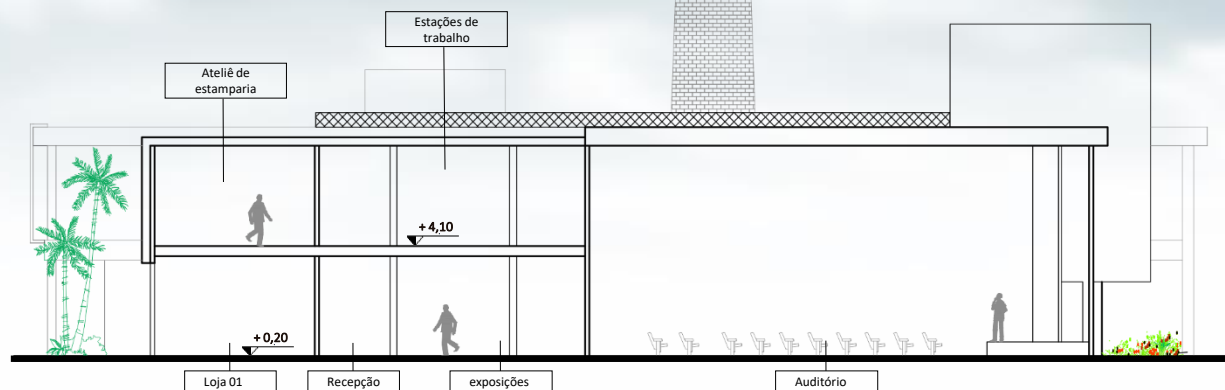 Estações de
trabalho
Ateliê de
estamparia
+ 4,10
+ 0,20
Loja 01
Recepção
exposições
Auditório